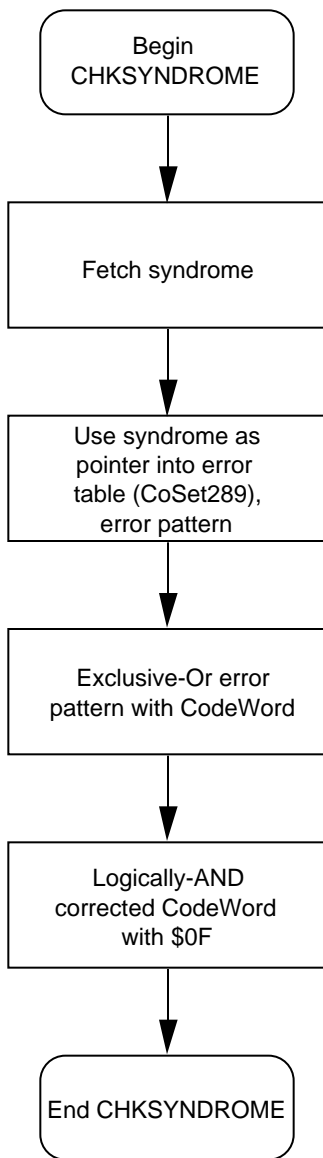 Begin
CHKSYNDROME
Fetch syndrome
Use syndrome as
pointer into error
table (CoSet289),
error pattern
Exclusive-Or error
pattern with CodeWord
Logically-AND
corrected CodeWord
with $0F
End CHKSYNDROME